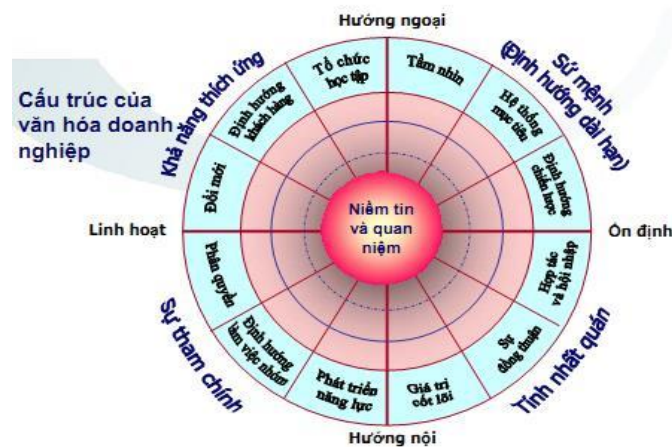 Hướng ngoại
Cấu trúc của
văn hóa doanh
nghiệp
Khả năng thích ứng
Sứ mệnh
(Định hướng dài hạn)
Đổi mới
Định hướng
khách hàng
Tổ chức
học tập
Tầm nhìn
Hệ thống
mục tiêu
Định hướng
chiến lược
Linh hoạt
Niềm tin
và quan
niệm
Ổn định
Phân quyền
Định hướng
làm việc nhóm
Phát triển
năng lực
Giá trị
cốt lõi
Sự
đồng thuận
Hợp tác
và hội nhập
Sự tham chính
Tính nhất quán
Hướng nội